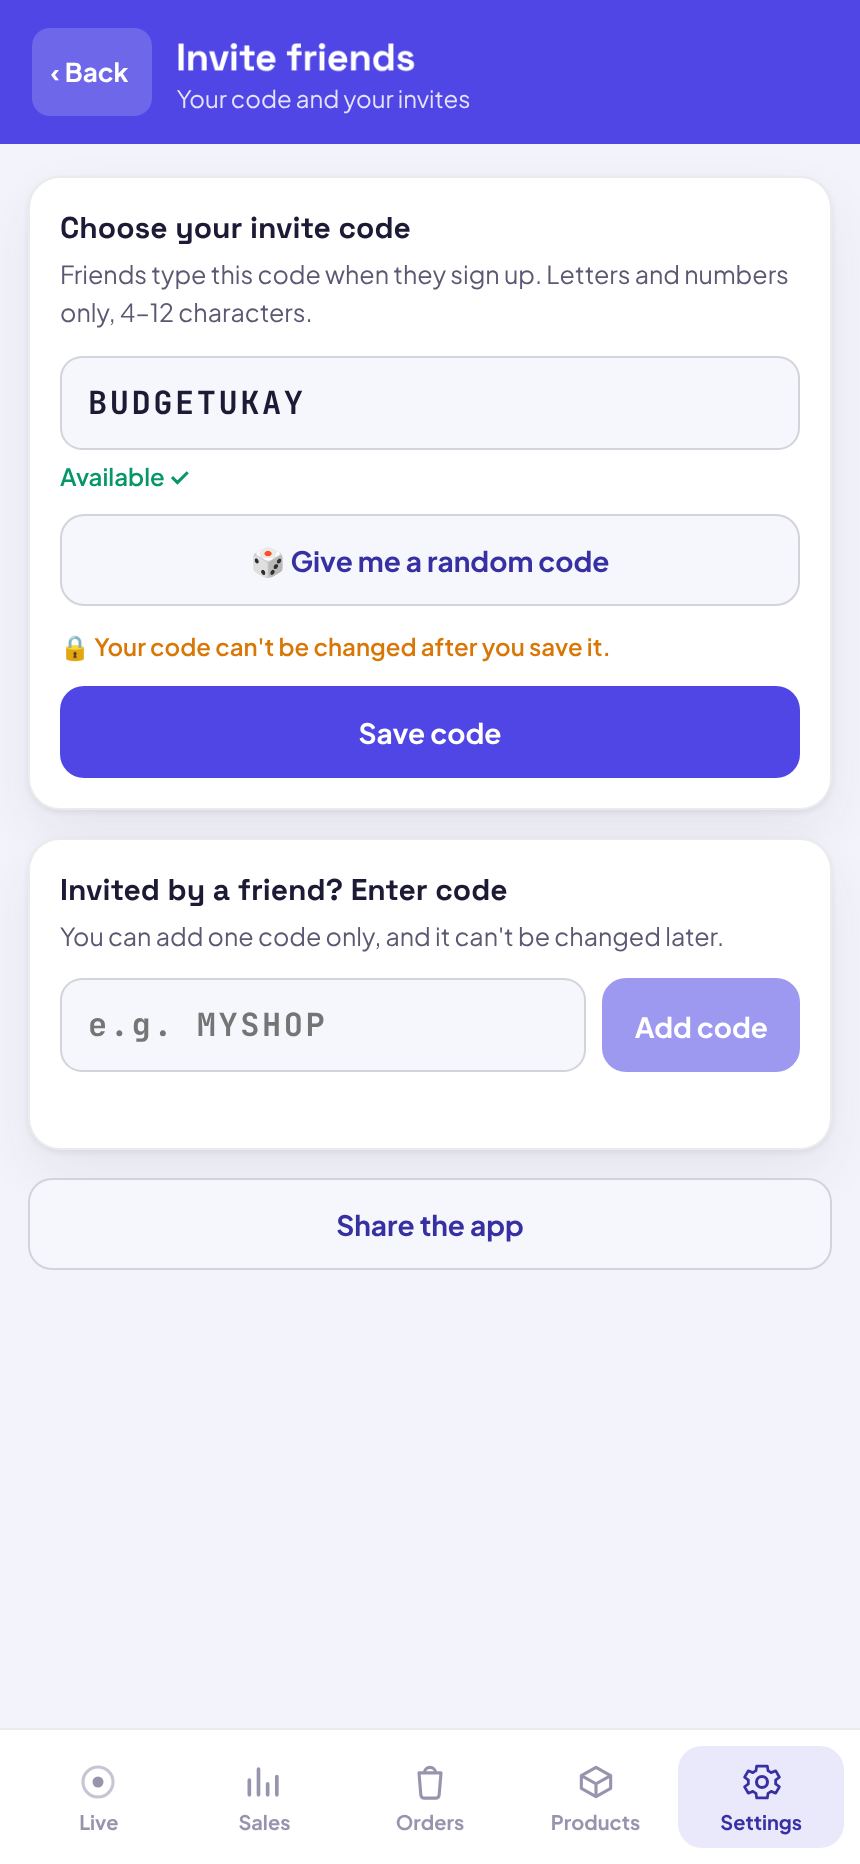 ‹ Back
Invite friends
Your code and your invites
Choose your invite code
Friends type this code when they sign up. Letters and numbers
only, 4–12 characters.
BUDGETUKAY
Available ✓
🎲 Give me a random code
🔒 Your code can't be changed after you save it.
Save code
Invited by a friend? Enter code
You can add one code only, and it can't be changed later.
e.g. MYSHOP
Add code
Share the app
Live
Sales
Orders
Products
Settings